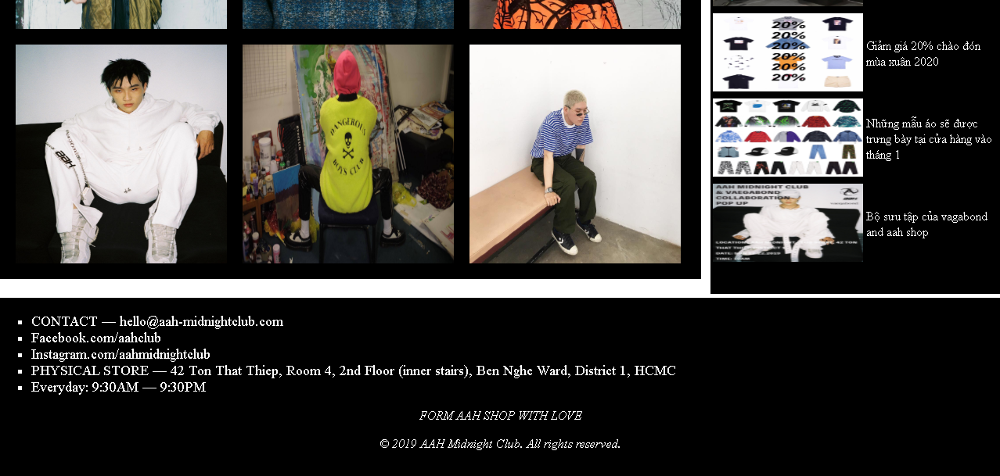 AAH
DANGEROUS
BOYS CLUB
20%
20%
20%
20%
20%
20%
Giảm giá 20% chào đón
mùa xuân 2020
Những mẫu áo sẽ được
trưng bày tại cửa hàng vào
tháng 1
AAH MIDNIGHT CLUB
& VAEGABOND
COLLABORATION
POP UP
Bộ sưu tập của vagabond
and aah shop
CONTACT — hello@aah-midnightclub.com
Facebook.com/aahclub
Instagram.com/aahmidnightclub
PHYSICAL STORE — 42 Ton That Thiep, Room 4, 2nd Floor (inner stairs), Ben Nghe Ward, District 1, HCMC
Everyday: 9:30AM — 9:30PM
FORM AAH SHOP WITH LOVE
© 2019 AAH Midnight Club. All rights reserved.